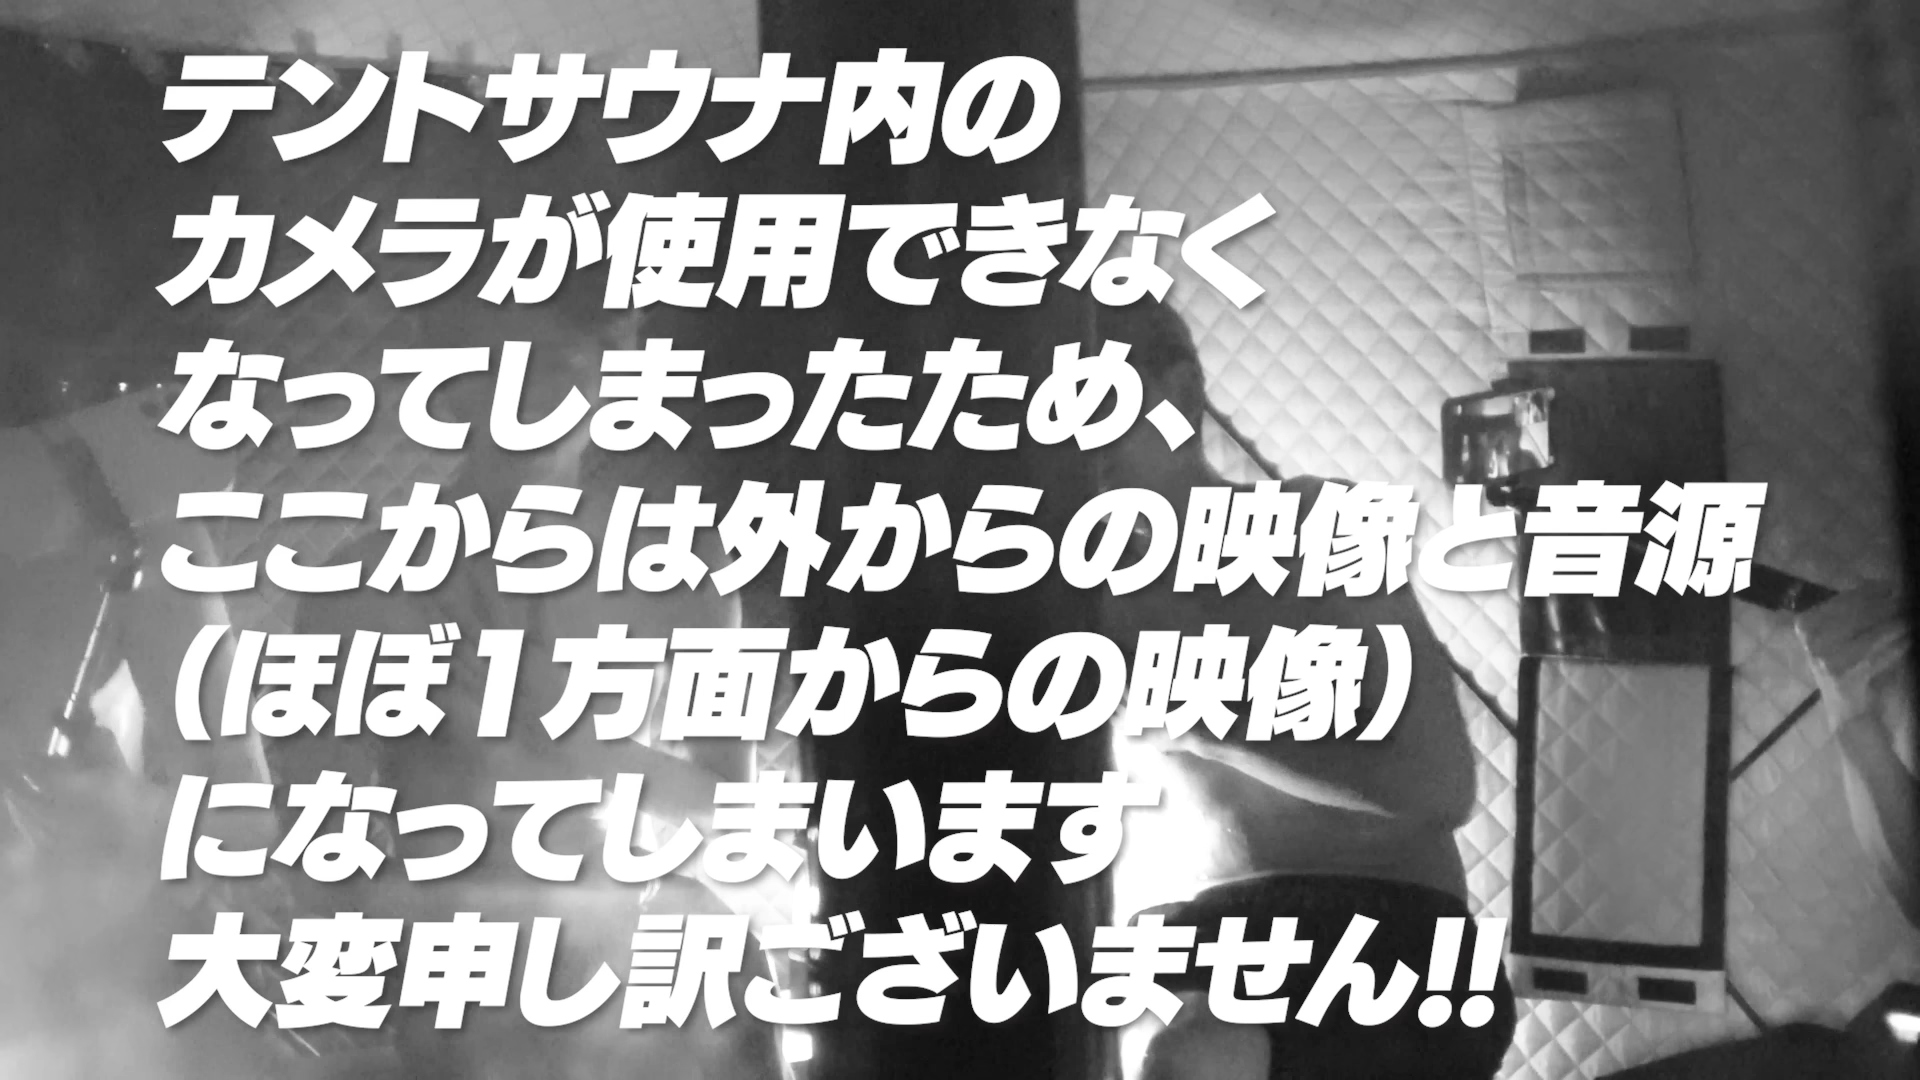 テントサウナ内の
カメラが使用できなく
なってしまったため、
ここからは外からの映像と音源
（ほぼ1方面からの映像）
になってしまいます
大変申し訳ございません!!